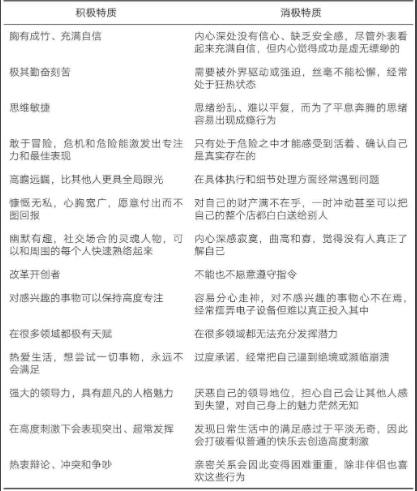 积极特质
消极特质
胸有成竹、充满自信
内心深处没有信心、缺乏安全感，尽管外表看
起来充满自信，但内心觉得成功是虚无缥缈的
极其勤奋刻苦
需要被外界驱动或强迫，丝毫不能松懈，经常
处于狂热状态
思维敏捷
思绪纷乱、难以平复，而为了平息奔腾的思绪
容易出现成瘾行为
敢于冒险，危机和危险能激发出专注
力和最佳表现
只有处于危险之中才能感受到活着、确认自己
是真实存在的
高瞻远瞩，比其他人更具全局眼光
在具体执行和细节处理方面经常遇到问题
慷慨无私，心胸宽广，愿意付出而不
图回报
对自己的财产满不在乎，一时冲动甚至可以把
自己的整个店都白白送给别人
幽默有趣，社交场合的灵魂人物，可
以和周围的每个人快速熟络起来
内心深感寂寞，曲高和寡，觉得没有人真正了
解自己
改革开创者
不能也不愿意遵守指令
对感兴趣的事物可以保持高度专注
容易分心走神，对不感兴趣的事物心不在焉，
经常摆弄电子设备但难以真正投入其中
在很多领域都极有天赋
在很多领域都无法充分发挥潜力
热爱生活，想尝试一切事物，永远不
会满足
过度承诺，经常把自己逼到绝境或濒临崩溃
强大的领导力，具有超凡的人格魅力
厌恶自己的领导地位，担心自己会让其他人感
到失望，对自己身上的魅力茫然无知
在高度刺激下会表现突出、超常发挥
发现日常生活中的满足感过于平淡无奇，因此
会打破看似普通的快乐去创造高度刺激
热衷辩论、冲突和争吵
亲密关系会因此变得困难重重，除非伴侣也喜
欢这些行为